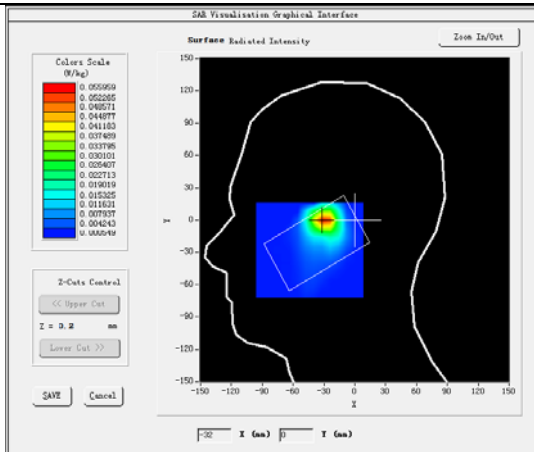 SAR Visualisation Graphical Interface
Surface Radiated Intensity
Zoom In/Out
Colors Scale
(W/kg)
0.055959
0.052265
0.048571
0.044877
0.041183
0.037489
0.033795
0.030101
0.026407
0.022713
0.019019
0.015325
0.011631
0.007937
0.004243
0.000549
Z-Cuts Control
<< Upper Cut
Z = 3.2 mm
Lower Cut >>
SAVE Cancel
150-
120-
90-
60-
30-
Y 0-
-30-
-60-
-90-
-120-
-150-
-150 -120 -90 -60 -30 0 30 60 90 120 150
X
-32 X (mm) 0 Y (mm)